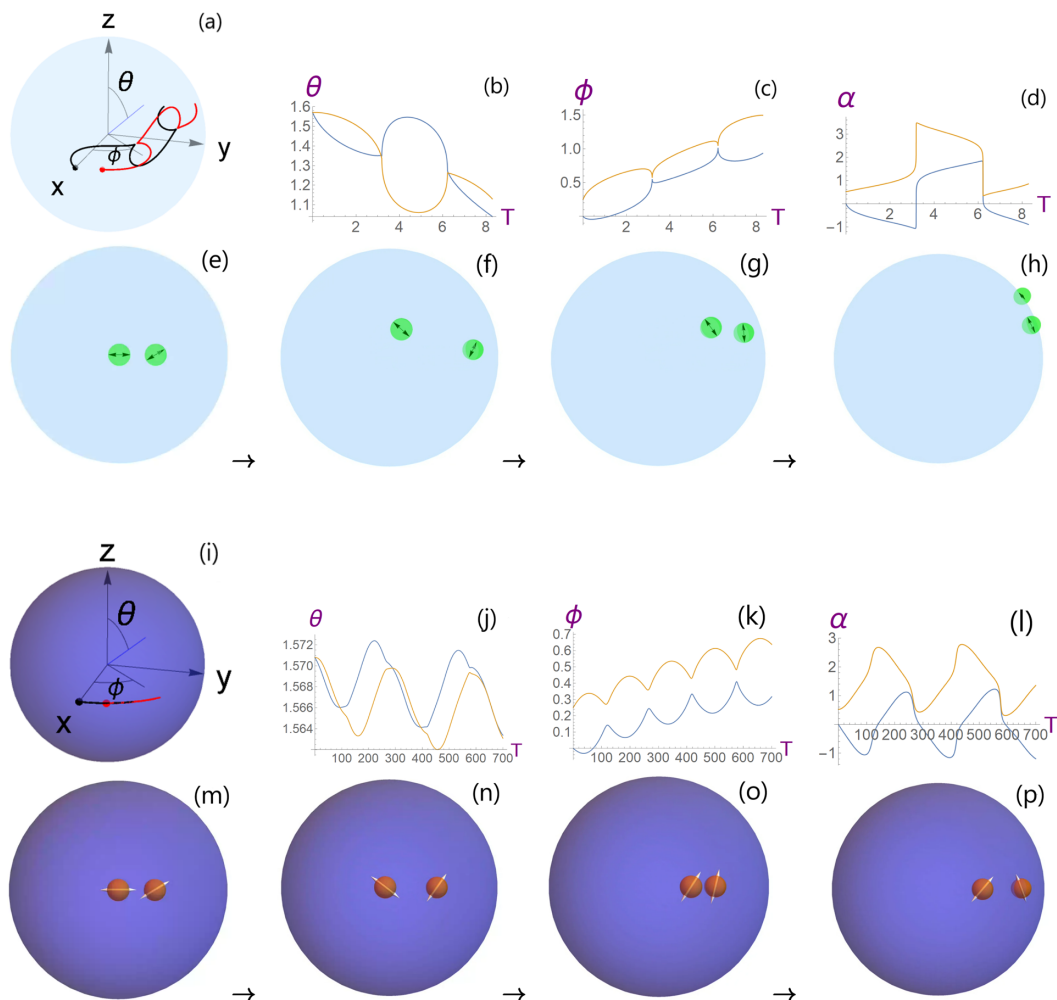 z (a)
θ
ϕ
x
y
θ (b)
1.6
1.5
1.4
1.3
1.2
1.1
2 4 6 8 T
ϕ (c)
1.5
1.0
0.5
0 2 4 6 8 T
α (d)
3
2
1
0 2 4 6 8 T
−1
(e)
→
(f)
→
(g)
→
(h)
z (i)
θ
ϕ
x
y
θ (j)
1.572
1.570
1.568
1.566
1.564
100 200 300 400 500 600 700 T
ϕ (k)
0.7
0.6
0.5
0.4
0.3
0.2
0.1
100 200 300 400 500 600 700 T
α (l)
3
2
1
100 200 300 400 500 600 700 T
−1
(m)
→
(n)
→
(o)
→
(p)